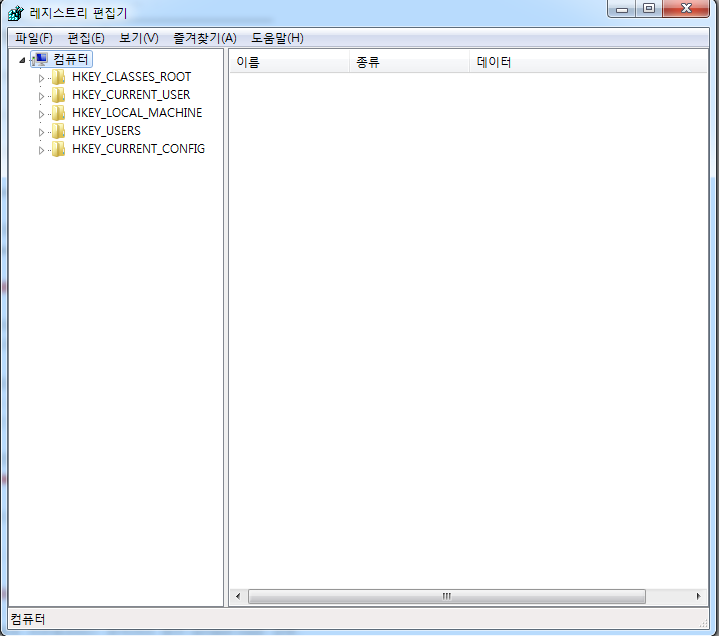 레지스트리 편집기
파일(F) 편집(E) 보기(V) 즐겨찾기(A) 도움말(H)
컴퓨터
HKEY_CLASSES_ROOT
HKEY_CURRENT_USER
HKEY_LOCAL_MACHINE
HKEY_USERS
HKEY_CURRENT_CONFIG
이름 종류 데이터
컴퓨터